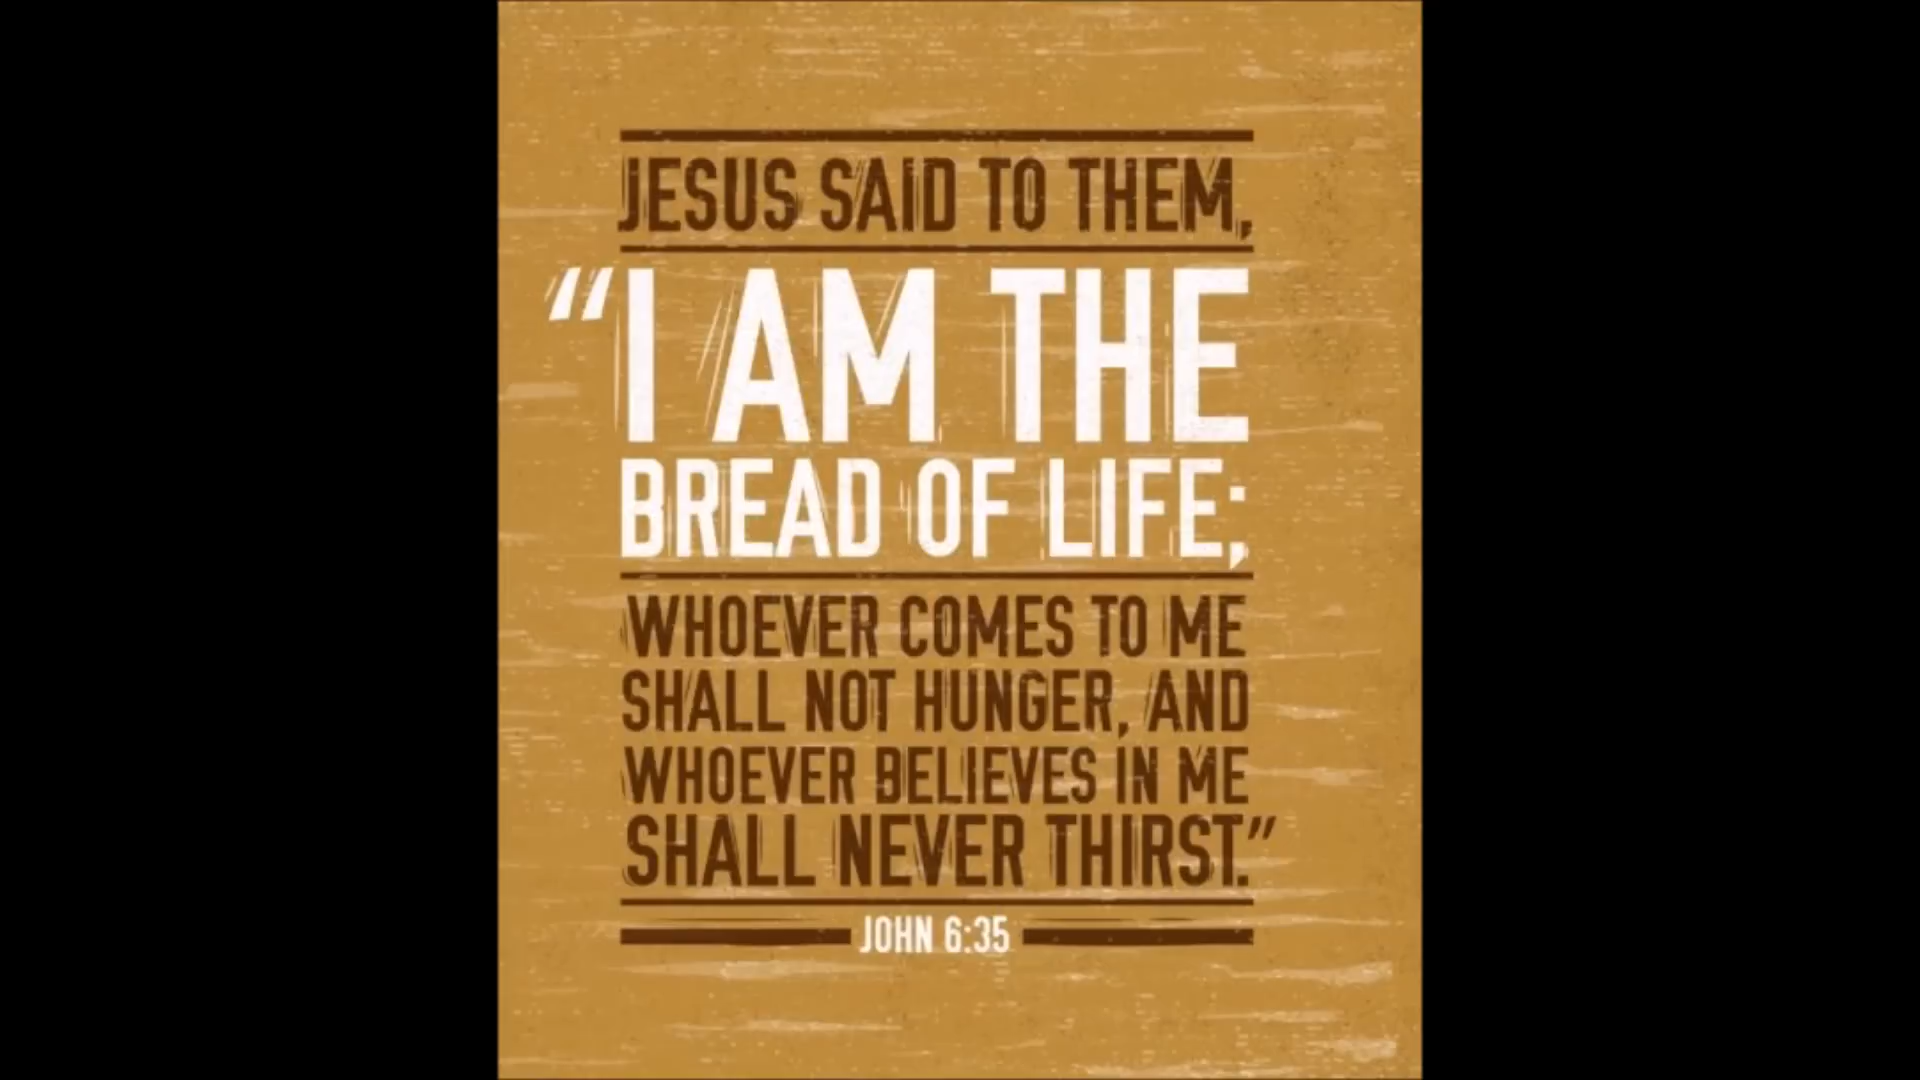 JESUS SAID TO THEM,
“I AM THE
BREAD OF LIFE;
WHOEVER COMES TO ME
SHALL NOT HUNGER, AND
WHOEVER BELIEVES IN ME
SHALL NEVER THIRST.”
JOHN 6:35